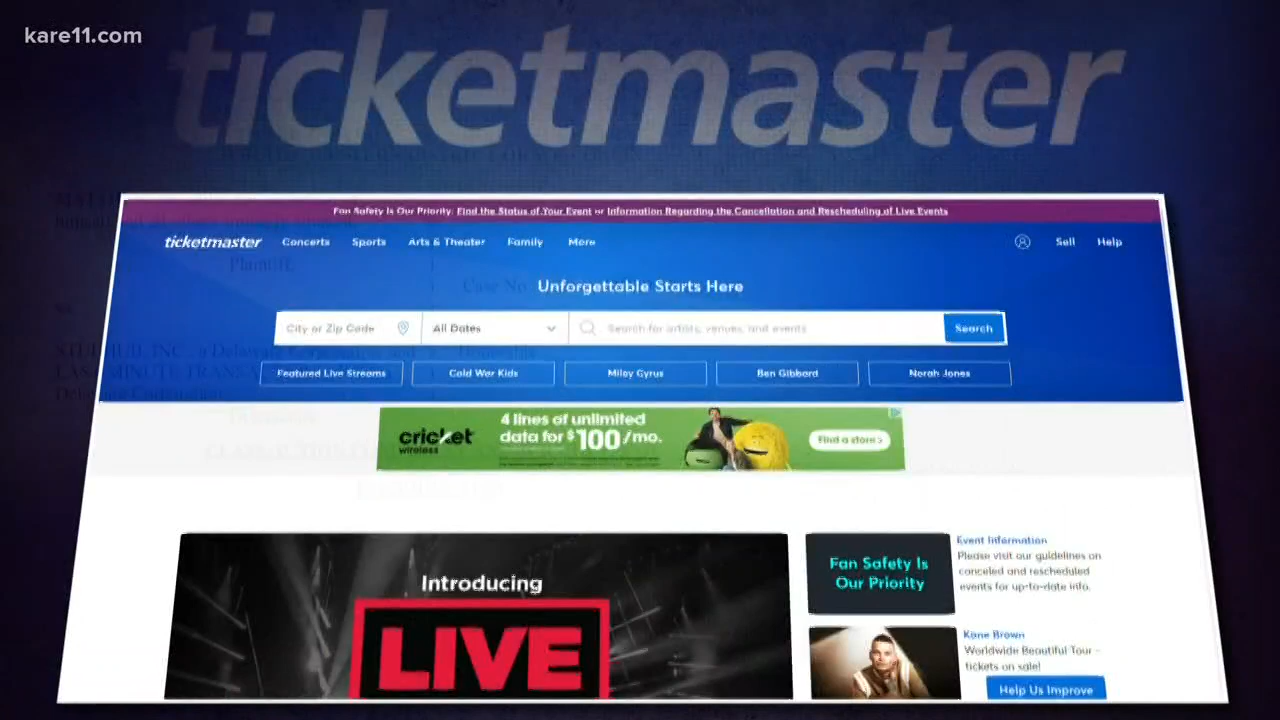 kare11.com
ticketmaster
Fan Safety Is Our Priority: Find the Status of Your Event or Information Regarding the Cancellation and Rescheduling of Live Events
ticketmaster Concerts Sports Arts & Theater Family More Sell Help
Unforgettable Starts Here
City or Zip Code All Dates Search for artists, venues, and events Search
Featured Live Streams Cold War Kids Miley Cyrus Ben Gibbard Norah Jones
cricket wireless
4 lines of unlimited
data for $100/mo.
Find a store >
Introducing
LIVE
Fan Safety Is
Our Priority
Event Information
Please visit our guidelines on
canceled and rescheduled
events for up-to-date info.
Kane Brown
Worldwide Beautiful Tour -
tickets on sale!
Help Us Improve
Plaintiff,
Case No